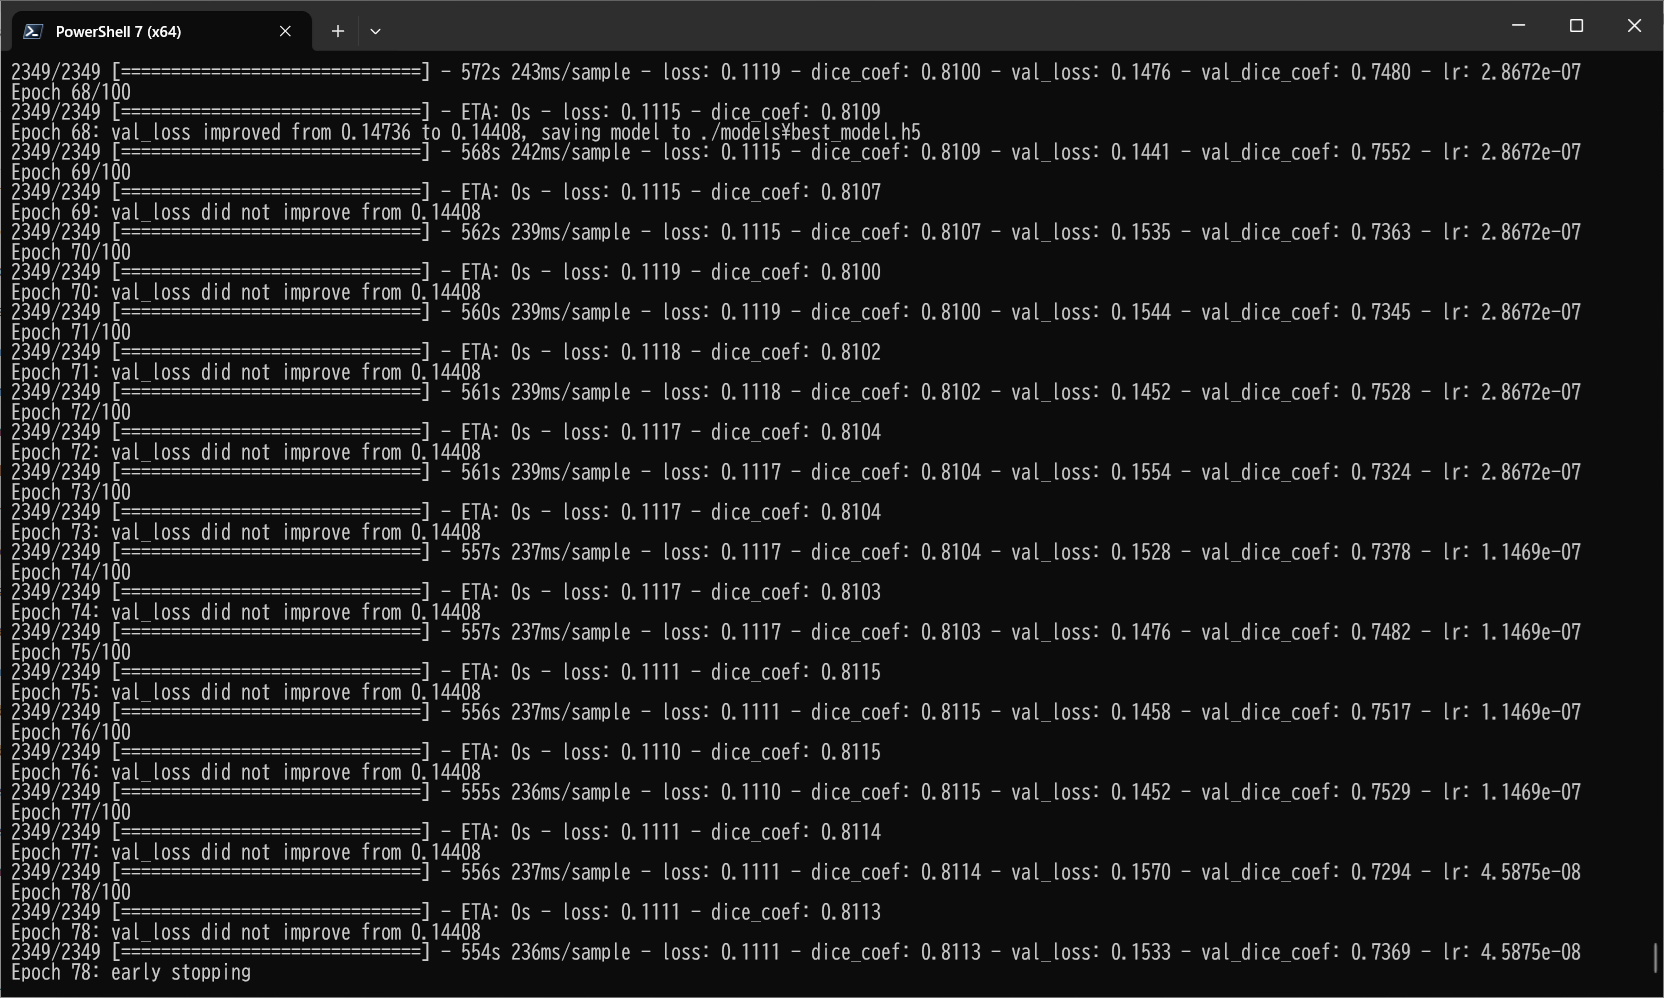 PowerShell 7 (x64)
2349/2349 [==============================] - 572s 243ms/sample - loss: 0.1119 - dice_coef: 0.8100 - val_loss: 0.1476 - val_dice_coef: 0.7480 - lr: 2.8672e-07
Epoch 68/100
2349/2349 [==============================] - ETA: 0s - loss: 0.1115 - dice_coef: 0.8109
Epoch 68: val_loss improved from 0.14736 to 0.14408, saving model to ./models¥best_model.h5
2349/2349 [==============================] - 568s 242ms/sample - loss: 0.1115 - dice_coef: 0.8109 - val_loss: 0.1441 - val_dice_coef: 0.7552 - lr: 2.8672e-07
Epoch 69/100
2349/2349 [==============================] - ETA: 0s - loss: 0.1115 - dice_coef: 0.8107
Epoch 69: val_loss did not improve from 0.14408
2349/2349 [==============================] - 562s 239ms/sample - loss: 0.1115 - dice_coef: 0.8107 - val_loss: 0.1535 - val_dice_coef: 0.7363 - lr: 2.8672e-07
Epoch 70/100
2349/2349 [==============================] - ETA: 0s - loss: 0.1119 - dice_coef: 0.8100
Epoch 70: val_loss did not improve from 0.14408
2349/2349 [==============================] - 560s 239ms/sample - loss: 0.1119 - dice_coef: 0.8100 - val_loss: 0.1544 - val_dice_coef: 0.7345 - lr: 2.8672e-07
Epoch 71/100
2349/2349 [==============================] - ETA: 0s - loss: 0.1118 - dice_coef: 0.8102
Epoch 71: val_loss did not improve from 0.14408
2349/2349 [==============================] - 561s 239ms/sample - loss: 0.1118 - dice_coef: 0.8102 - val_loss: 0.1452 - val_dice_coef: 0.7528 - lr: 2.8672e-07
Epoch 72/100
2349/2349 [==============================] - ETA: 0s - loss: 0.1117 - dice_coef: 0.8104
Epoch 72: val_loss did not improve from 0.14408
2349/2349 [==============================] - 561s 239ms/sample - loss: 0.1117 - dice_coef: 0.8104 - val_loss: 0.1554 - val_dice_coef: 0.7324 - lr: 2.8672e-07
Epoch 73/100
2349/2349 [==============================] - ETA: 0s - loss: 0.1117 - dice_coef: 0.8104
Epoch 73: val_loss did not improve from 0.14408
2349/2349 [==============================] - 557s 237ms/sample - loss: 0.1117 - dice_coef: 0.8104 - val_loss: 0.1528 - val_dice_coef: 0.7378 - lr: 1.1469e-07
Epoch 74/100
2349/2349 [==============================] - ETA: 0s - loss: 0.1117 - dice_coef: 0.8103
Epoch 74: val_loss did not improve from 0.14408
2349/2349 [==============================] - 557s 237ms/sample - loss: 0.1117 - dice_coef: 0.8103 - val_loss: 0.1476 - val_dice_coef: 0.7482 - lr: 1.1469e-07
Epoch 75/100
2349/2349 [==============================] - ETA: 0s - loss: 0.1111 - dice_coef: 0.8115
Epoch 75: val_loss did not improve from 0.14408
2349/2349 [==============================] - 556s 237ms/sample - loss: 0.1111 - dice_coef: 0.8115 - val_loss: 0.1458 - val_dice_coef: 0.7517 - lr: 1.1469e-07
Epoch 76/100
2349/2349 [==============================] - ETA: 0s - loss: 0.1110 - dice_coef: 0.8115
Epoch 76: val_loss did not improve from 0.14408
2349/2349 [==============================] - 555s 236ms/sample - loss: 0.1110 - dice_coef: 0.8115 - val_loss: 0.1452 - val_dice_coef: 0.7529 - lr: 1.1469e-07
Epoch 77/100
2349/2349 [==============================] - ETA: 0s - loss: 0.1111 - dice_coef: 0.8114
Epoch 77: val_loss did not improve from 0.14408
2349/2349 [==============================] - 556s 237ms/sample - loss: 0.1111 - dice_coef: 0.8114 - val_loss: 0.1570 - val_dice_coef: 0.7294 - lr: 4.5875e-08
Epoch 78/100
2349/2349 [==============================] - ETA: 0s - loss: 0.1111 - dice_coef: 0.8113
Epoch 78: val_loss did not improve from 0.14408
2349/2349 [==============================] - 554s 236ms/sample - loss: 0.1111 - dice_coef: 0.8113 - val_loss: 0.1533 - val_dice_coef: 0.7369 - lr: 4.5875e-08
Epoch 78: early stopping